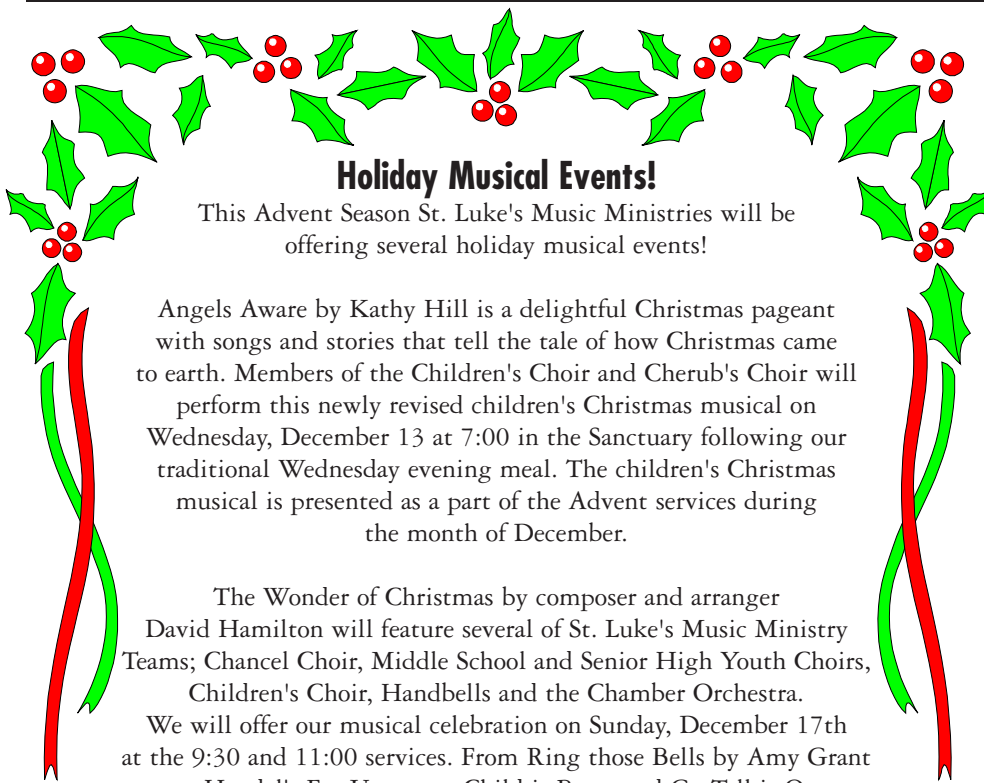 Holiday Musical Events!
This Advent Season St. Luke's Music Ministries will be
offering several holiday musical events!
Angels Aware by Kathy Hill is a delightful Christmas pageant
with songs and stories that tell the tale of how Christmas came
to earth. Members of the Children's Choir and Cherub's Choir will
perform this newly revised children's Christmas musical on
Wednesday, December 13 at 7:00 in the Sanctuary following our
traditional Wednesday evening meal. The children's Christmas
musical is presented as a part of the Advent services during
the month of December.
The Wonder of Christmas by composer and arranger
David Hamilton will feature several of St. Luke's Music Ministry
Teams; Chancel Choir, Middle School and Senior High Youth Choirs,
Children's Choir, Handbells and the Chamber Orchestra.
We will offer our musical celebration on Sunday, December 17th
at the 9:30 and 11:00 services. From Ring those Bells by Amy Grant